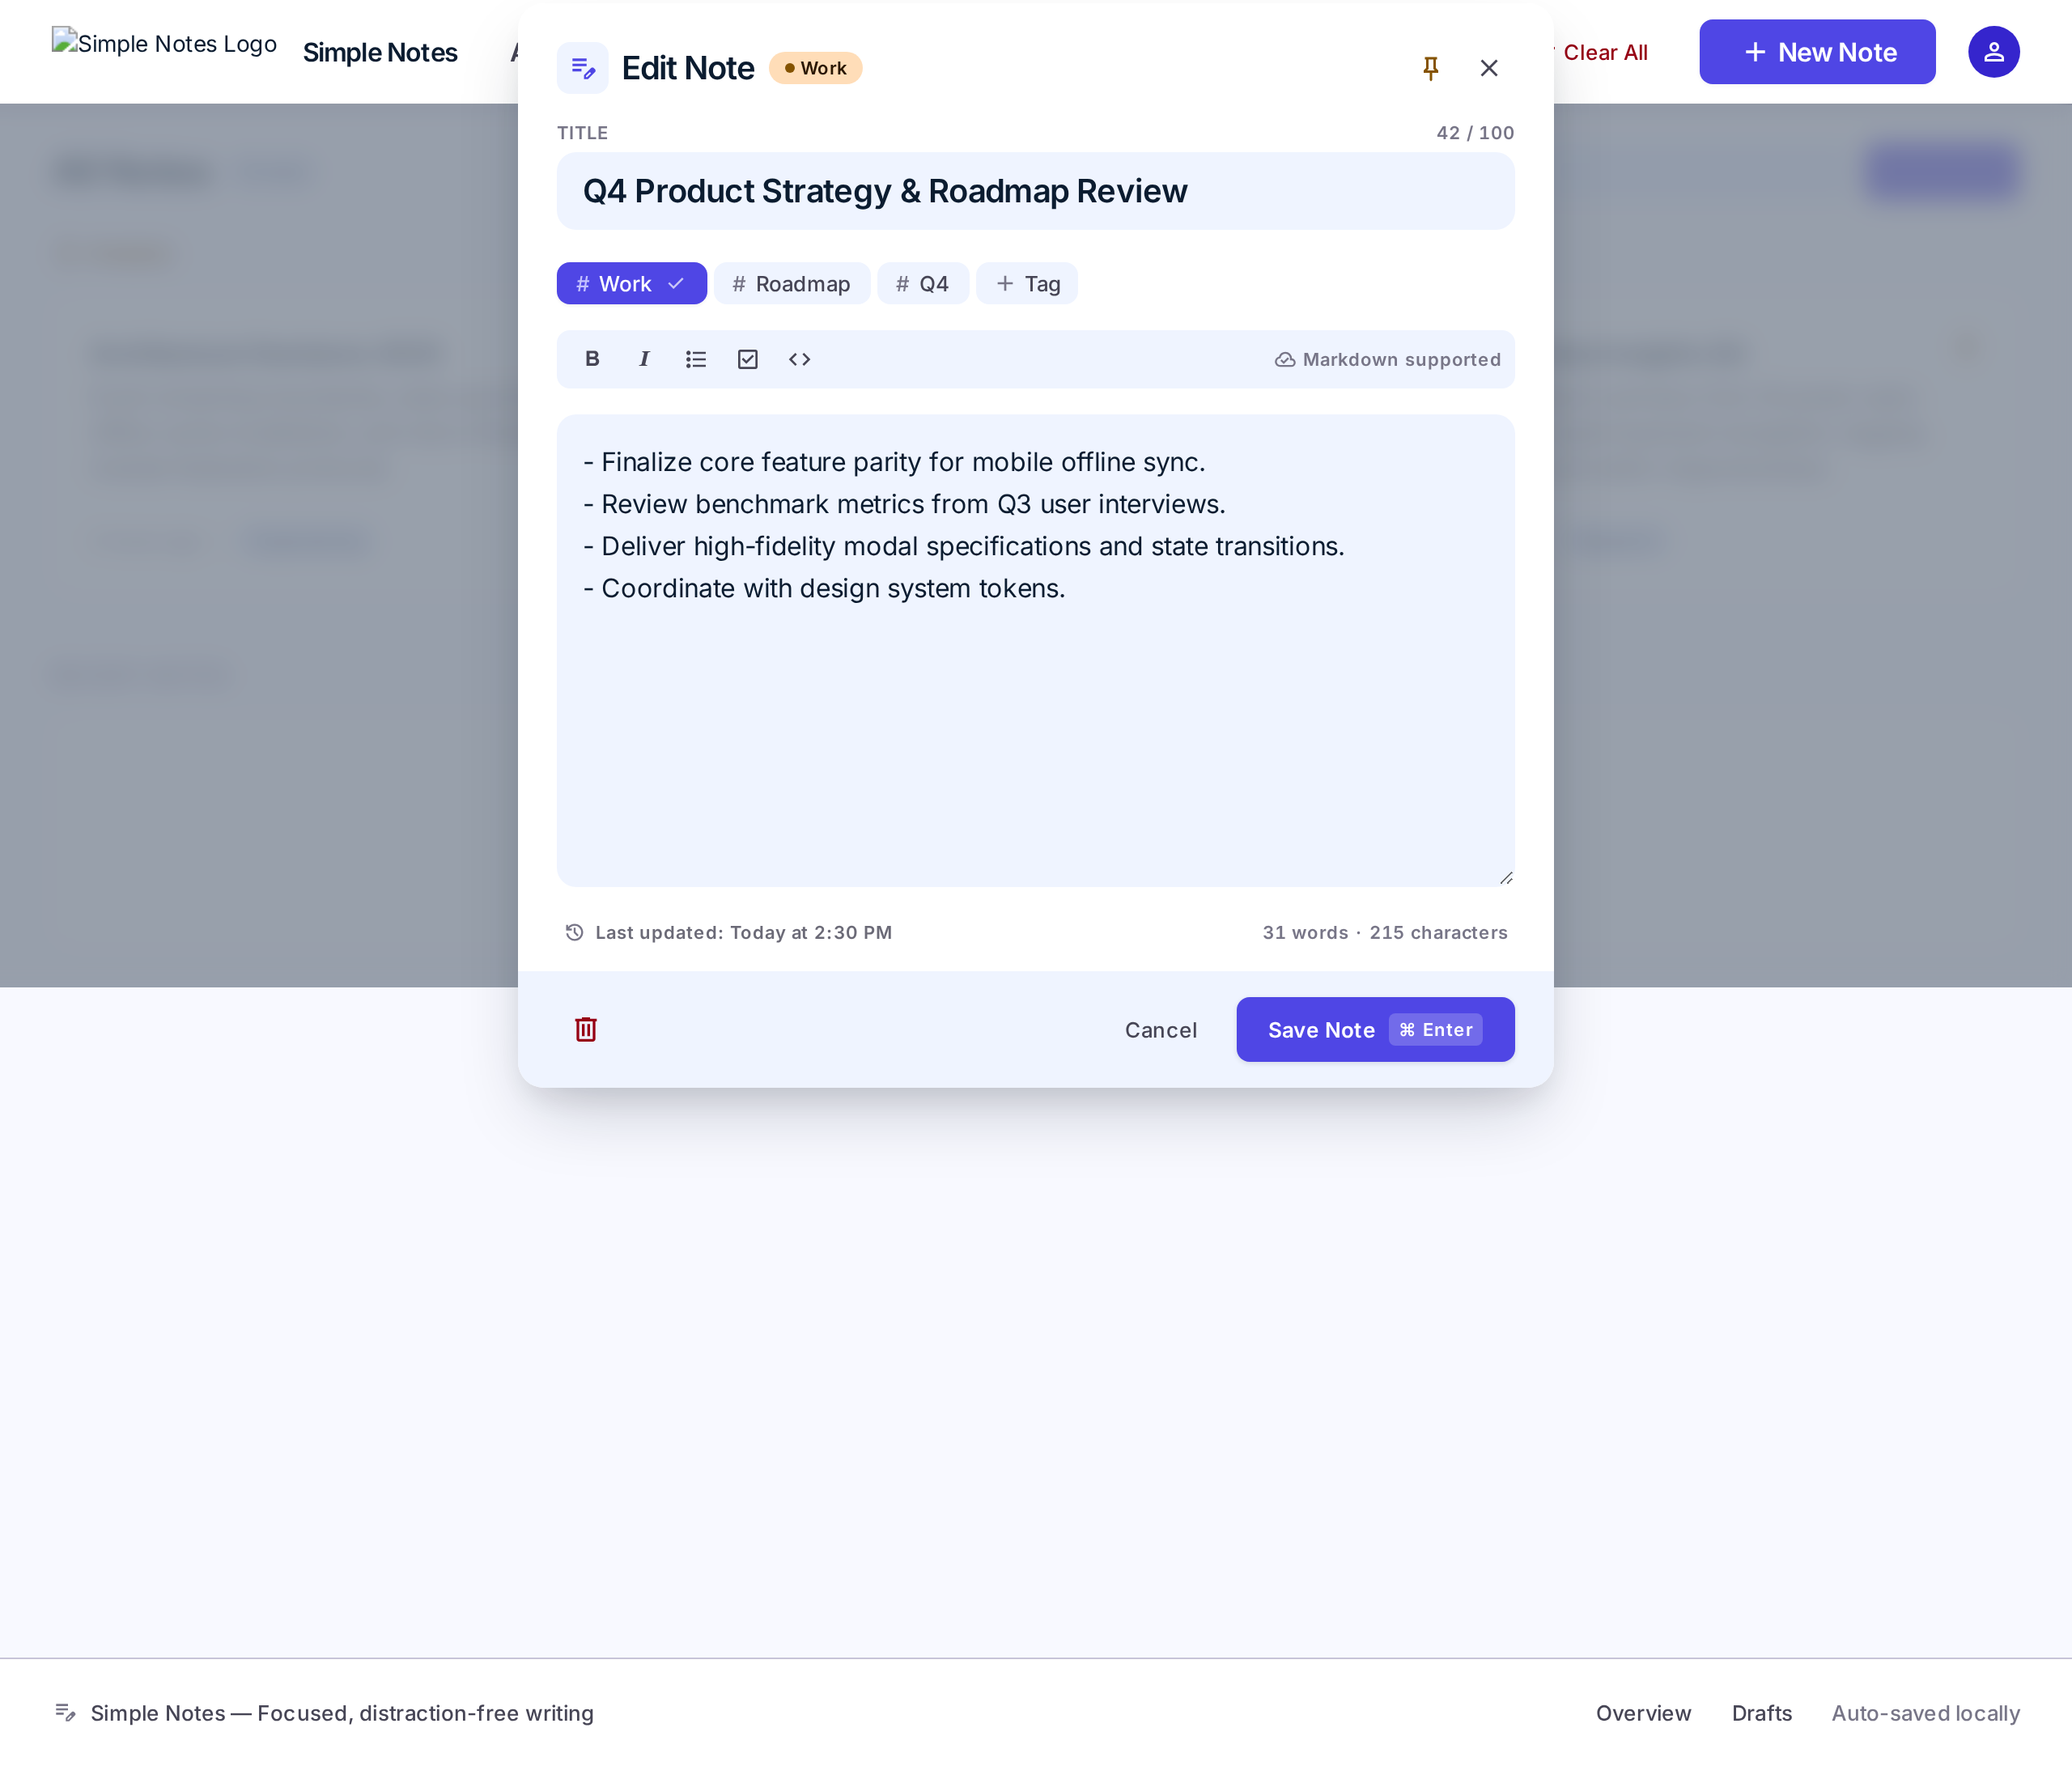 Simple Notes Logo
Simple Notes
Clear All
+ New Note
Edit Note
Work
TITLE
42 / 100
Q4 Product Strategy & Roadmap Review
# Work
# Roadmap
# Q4
+ Tag
B I
Markdown supported
- Finalize core feature parity for mobile offline sync.
- Review benchmark metrics from Q3 user interviews.
- Deliver high-fidelity modal specifications and state transitions.
- Coordinate with design system tokens.
Last updated: Today at 2:30 PM
31 words · 215 characters
Cancel
Save Note ⌘ Enter
Simple Notes — Focused, distraction-free writing
Overview
Drafts
Auto-saved locally